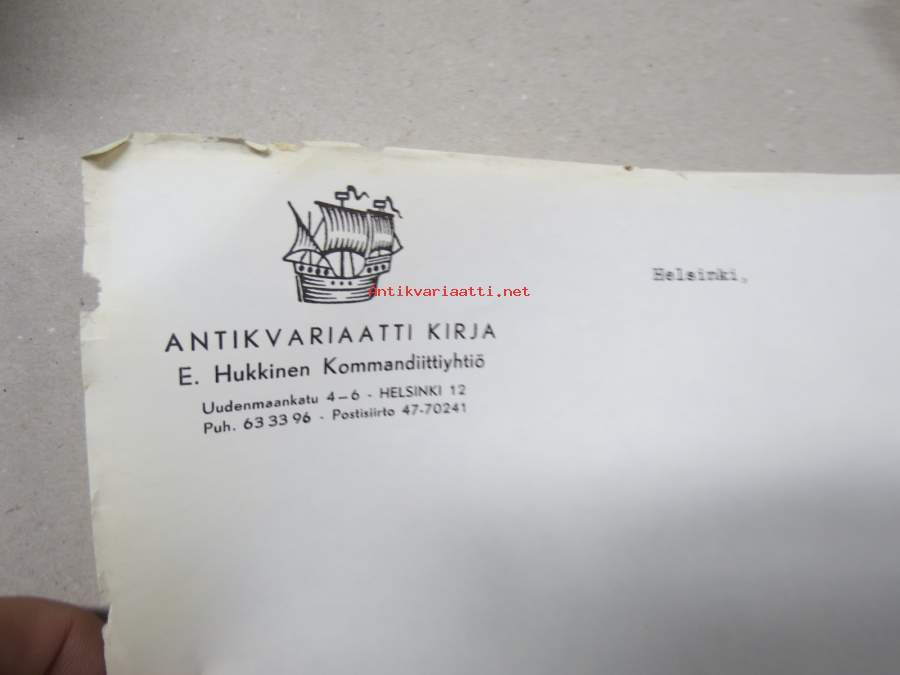 Helsinki,
Antikvariaatti.net
ANTIKVARIAATTI KIRJA
E. Hukkinen Kommandiittiyhtiö
Uudenmaankatu 4–6 - HELSINKI 12
Puh. 63 33 96 - Postisiirto 47-70241